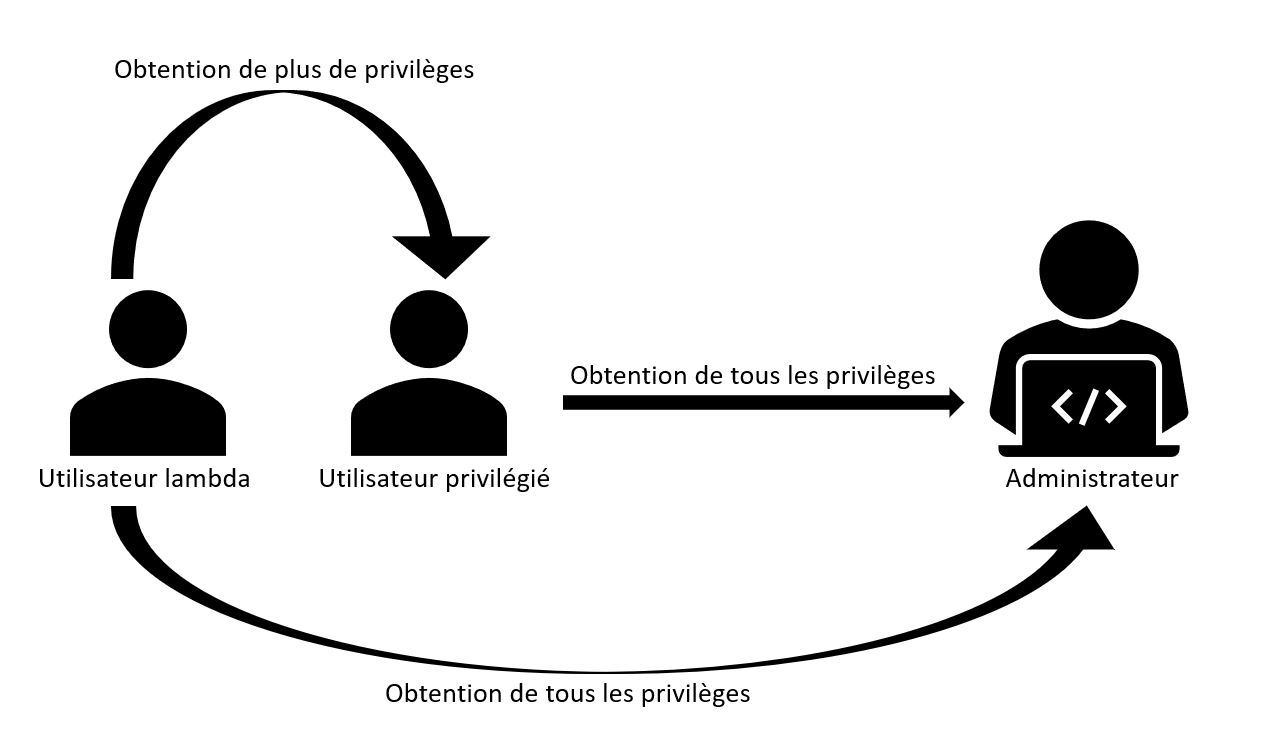 Obtention de plus de privilèges
Obtention de tous les privilèges
</>
Utilisateur lambda
Utilisateur privilégié
Administrateur
Obtention de tous les privilèges